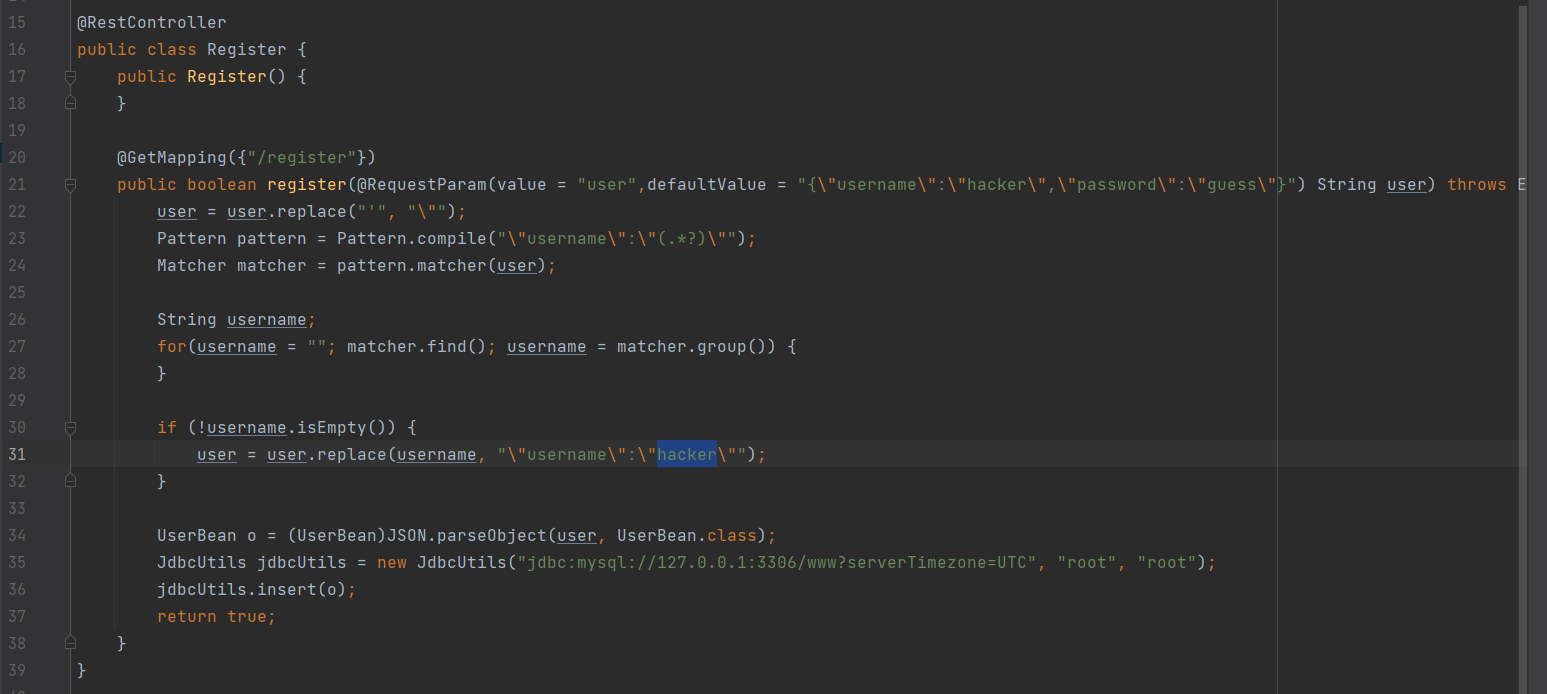 15 @RestController
16 public class Register {
17     public Register() {
18     }
19
20     @GetMapping({"/register"})
21     public boolean register(@RequestParam(value = "user",defaultValue = "{\"username\":\"hacker\",\"password\":\"guess\"}") String user) throws E
22         user = user.replace("'", "\"");
23         Pattern pattern = Pattern.compile("\"username\":\"(.*?)\"");
24         Matcher matcher = pattern.matcher(user);
25
26         String username;
27         for(username = ""; matcher.find(); username = matcher.group()) {
28         }
29
30         if (!username.isEmpty()) {
31             user = user.replace(username, "\"username\":\"hacker\"");
32         }
33
34         UserBean o = (UserBean)JSON.parseObject(user, UserBean.class);
35         JdbcUtils jdbcUtils = new JdbcUtils("jdbc:mysql://127.0.0.1:3306/www?serverTimezone=UTC", "root", "root");
36         jdbcUtils.insert(o);
37         return true;
38     }
39 }